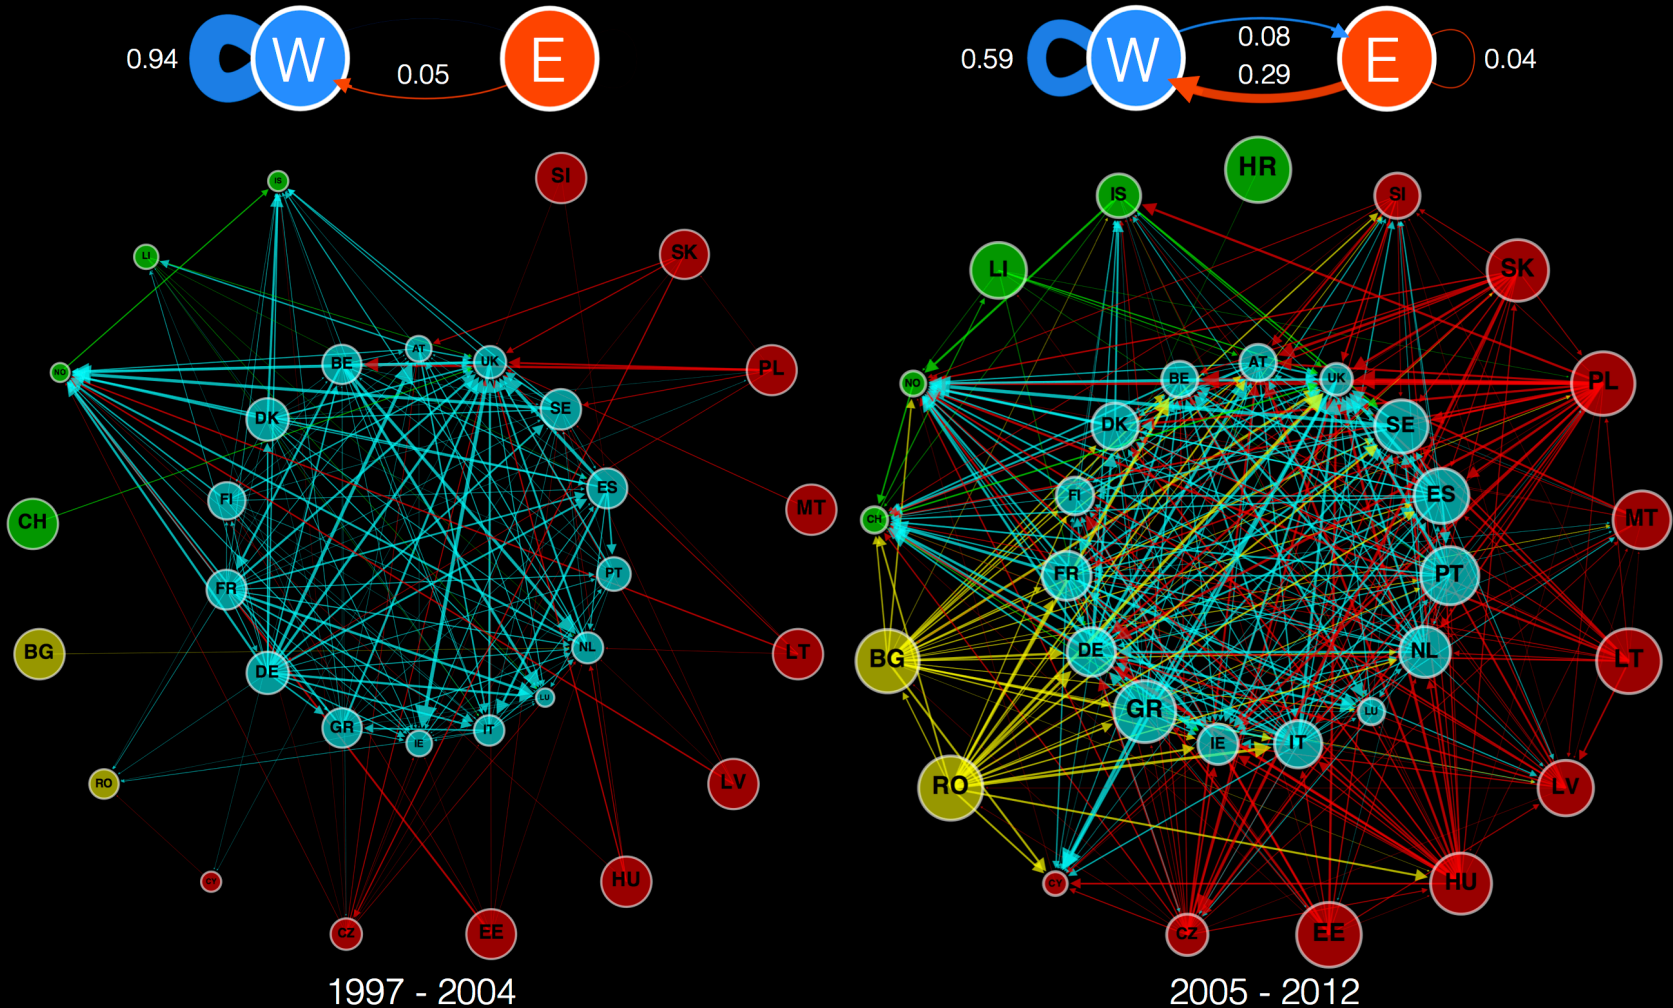 0.94
W
0.05
E
IS
SI
LI
SK
NO
BE
AT
UK
PL
DK
SE
CH
FI
ES
MT
FR
PT
BG
DE
NL
LT
LU
GR
IE
IT
RO
LV
CY
HU
CZ
EE
1997 - 2004
0.59
W
0.08
0.29
E
0.04
HR
IS
SI
LI
SK
NO
BE
AT
UK
PL
DK
SE
CH
FI
ES
MT
FR
PT
BG
DE
NL
LT
GR
LU
IE
IT
RO
LV
CY
HU
CZ
EE
2005 - 2012